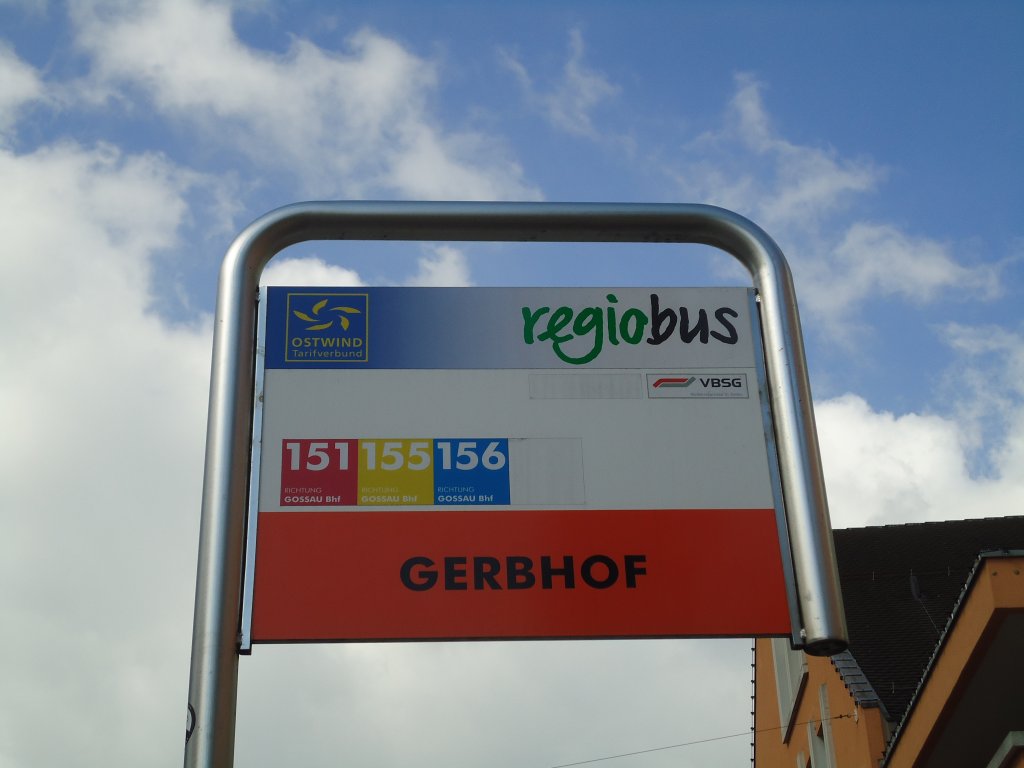 OSTWIND
Tarifverbund
regiobus
VBSG
151 155 156
RICHTUNG RICHTUNG RICHTUNG
GOSSAU Bhf GOSSAU Bhf GOSSAU Bhf
GERBHOF